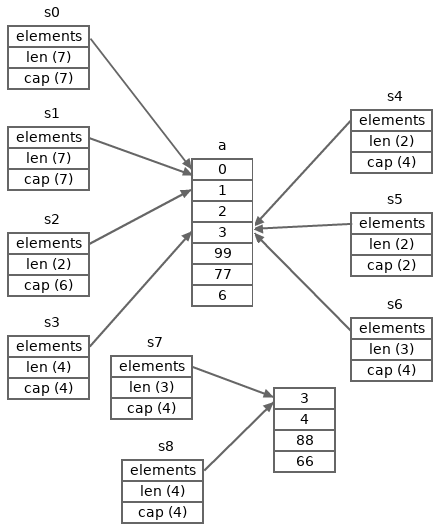 s0
elements
len (7)
cap (7)
s1
elements
len (7)
cap (7)
s2
elements
len (2)
cap (6)
s3
elements
len (4)
cap (4)
a
0
1
2
3
99
77
6
s4
elements
len (2)
cap (4)
s5
elements
len (2)
cap (2)
s6
elements
len (3)
cap (4)
s7
elements
len (3)
cap (4)
s8
elements
len (4)
cap (4)
3
4
88
66